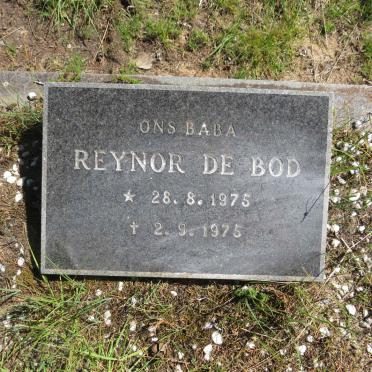 ONS BABA
REYNOR DE BOD
★ 28.8.1975
✝ 2.9.1975